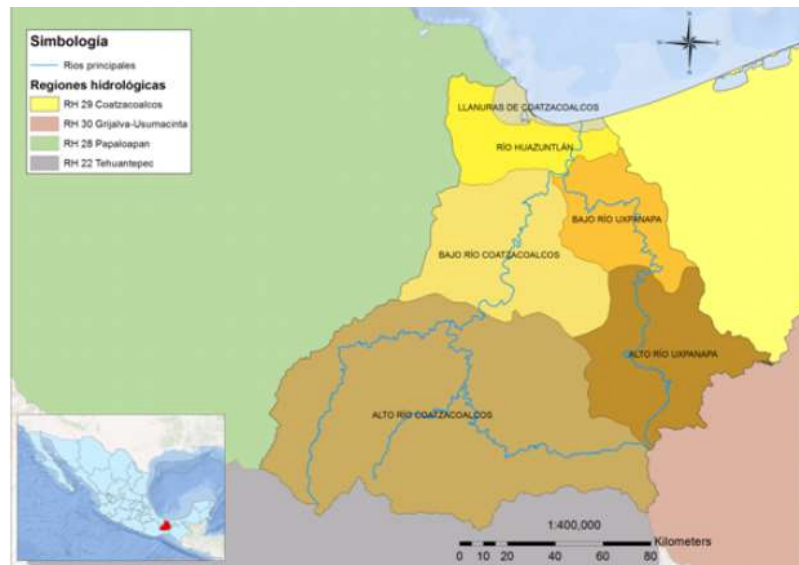 Simbología
Rios principales
Regiones hidrológicas
RH 29 Coatzacoalcos
RH 30 Grijalva-Usumacinta
RH 28 Papaloapan
RH 22 Tehuantepec
LLANURAS DE COATZACOALCOS
RÍO HUAZUNTLÁN
BAJO RÍO UXPANAPA
BAJO RÍO COATZACOALCOS
ALTO RÍO UXPANAPA
ALTO RÍO COATZACOALCOS
1:400,000
Kilometers
0 5 10 20 40 60 80